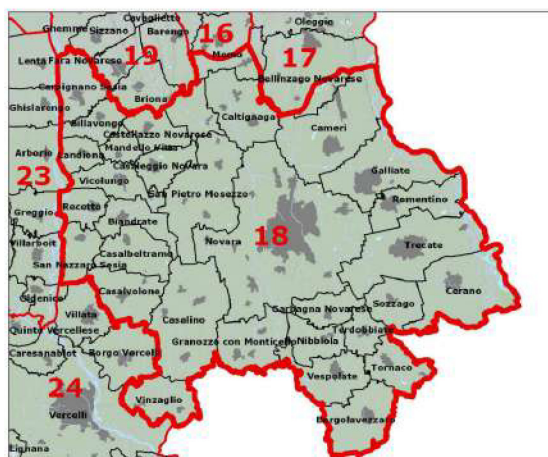 Cavaglietto
Ghemme Sizzano Barengo 16 Oleggio
19 Momo 17
Lenta Fara Novarese
Bellinzago Novarese
Carpignano Sesia
Briona
Ghislarengo
Caltignaga
Sillavengo Cameri
Castellazzo Novarese
Mandello Vitta
Arborio Landiona
Casaleggio Novara
Galliate
23 Vicolungo
San Pietro Mosezzo
Romentino
Greggio Recetto
Biandrate
18
Villarboit Novara Trecate
Casalbeltrame
San Nazzaro Sesia
Oldenico Casalvolone Cerano
Sozzago
Villata Casalino Garbagna Novarese
Quinto Vercellese Terdobbiate
Granozzo con Monticello Nibbiola
Caresanablot Borgo Vercelli
Tornaco
Vespolate
24 Vinzaglio
Vercelli
Borgolavezzaro
Lignana